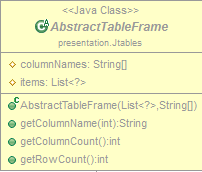 <<Java Class>>
AbstractTableFrame
presentation.Jtables
columnNames: String[]
items: List<?>
AbstractTableFrame(List<?>,String[])
getColumnName(int):String
getColumnCount():int
getRowCount():int